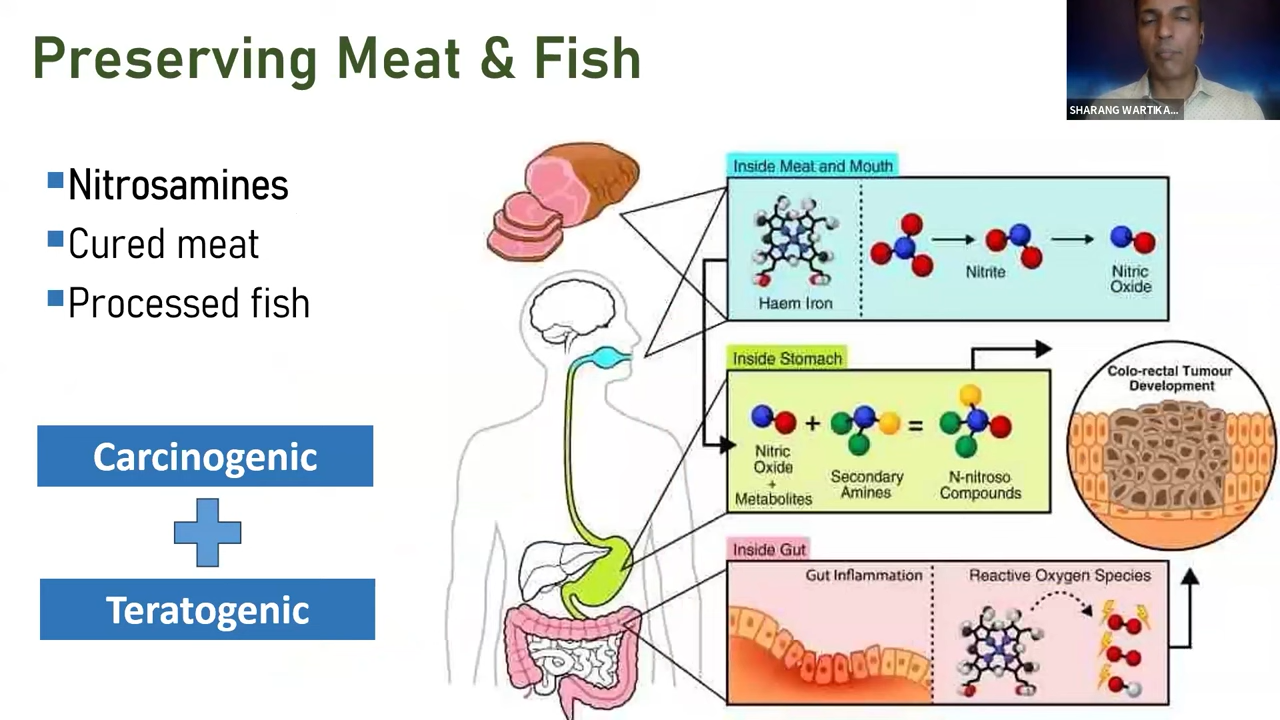 Preserving Meat & Fish
SHARANG WARTIKA...
Nitrosamines
Cured meat
Processed fish
Carcinogenic
Teratogenic
Inside Meat and Mouth
Haem Iron
Nitrite
Nitric
Oxide
Inside Stomach
Nitric
Oxide
+
Metabolites
+
Secondary
Amines
=
N-nitroso
Compounds
Colo-rectal Tumour
Development
Inside Gut
Gut Inflammation
Reactive Oxygen Species